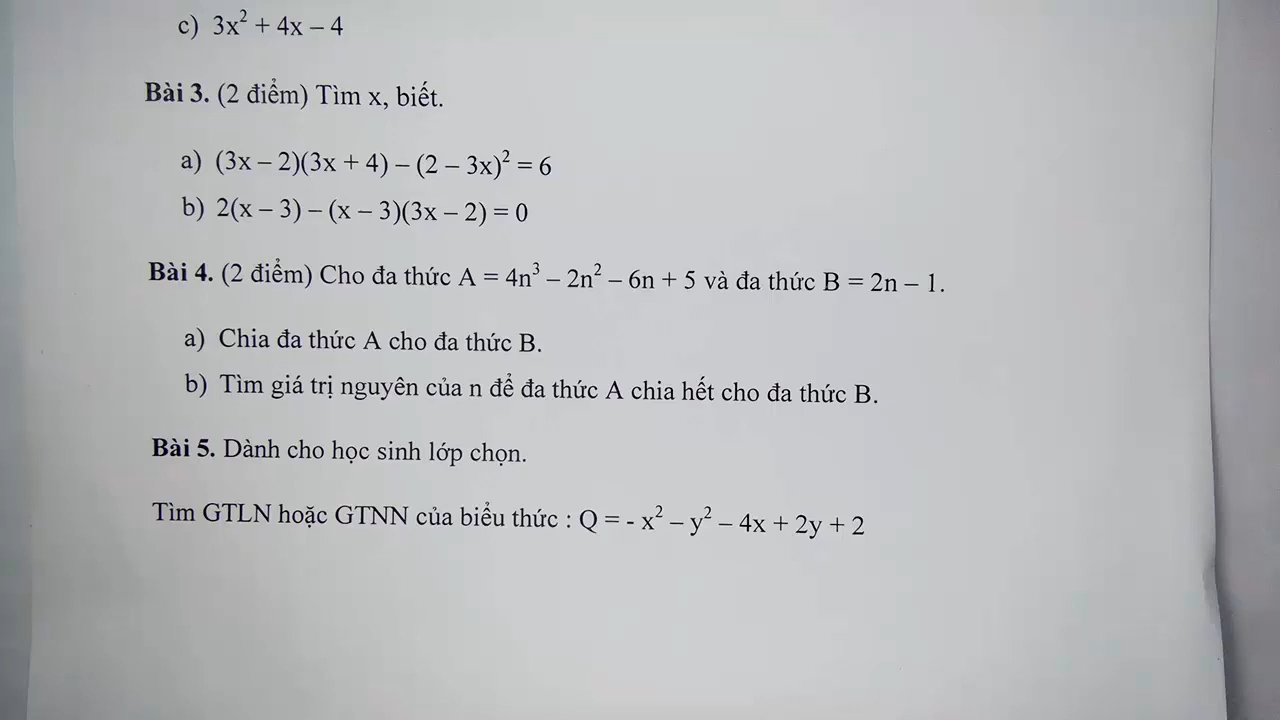 c) 3x² + 4x – 4
Bài 3. (2 điểm) Tìm x, biết.
a) (3x – 2)(3x + 4) – (2 – 3x)² = 6
b) 2(x – 3) – (x – 3)(3x – 2) = 0
Bài 4. (2 điểm) Cho đa thức A = 4n³ – 2n² – 6n + 5 và đa thức B = 2n – 1.
a) Chia đa thức A cho đa thức B.
b) Tìm giá trị nguyên của n để đa thức A chia hết cho đa thức B.
Bài 5. Dành cho học sinh lớp chọn.
Tìm GTLN hoặc GTNN của biểu thức : Q = - x² – y² – 4x + 2y + 2